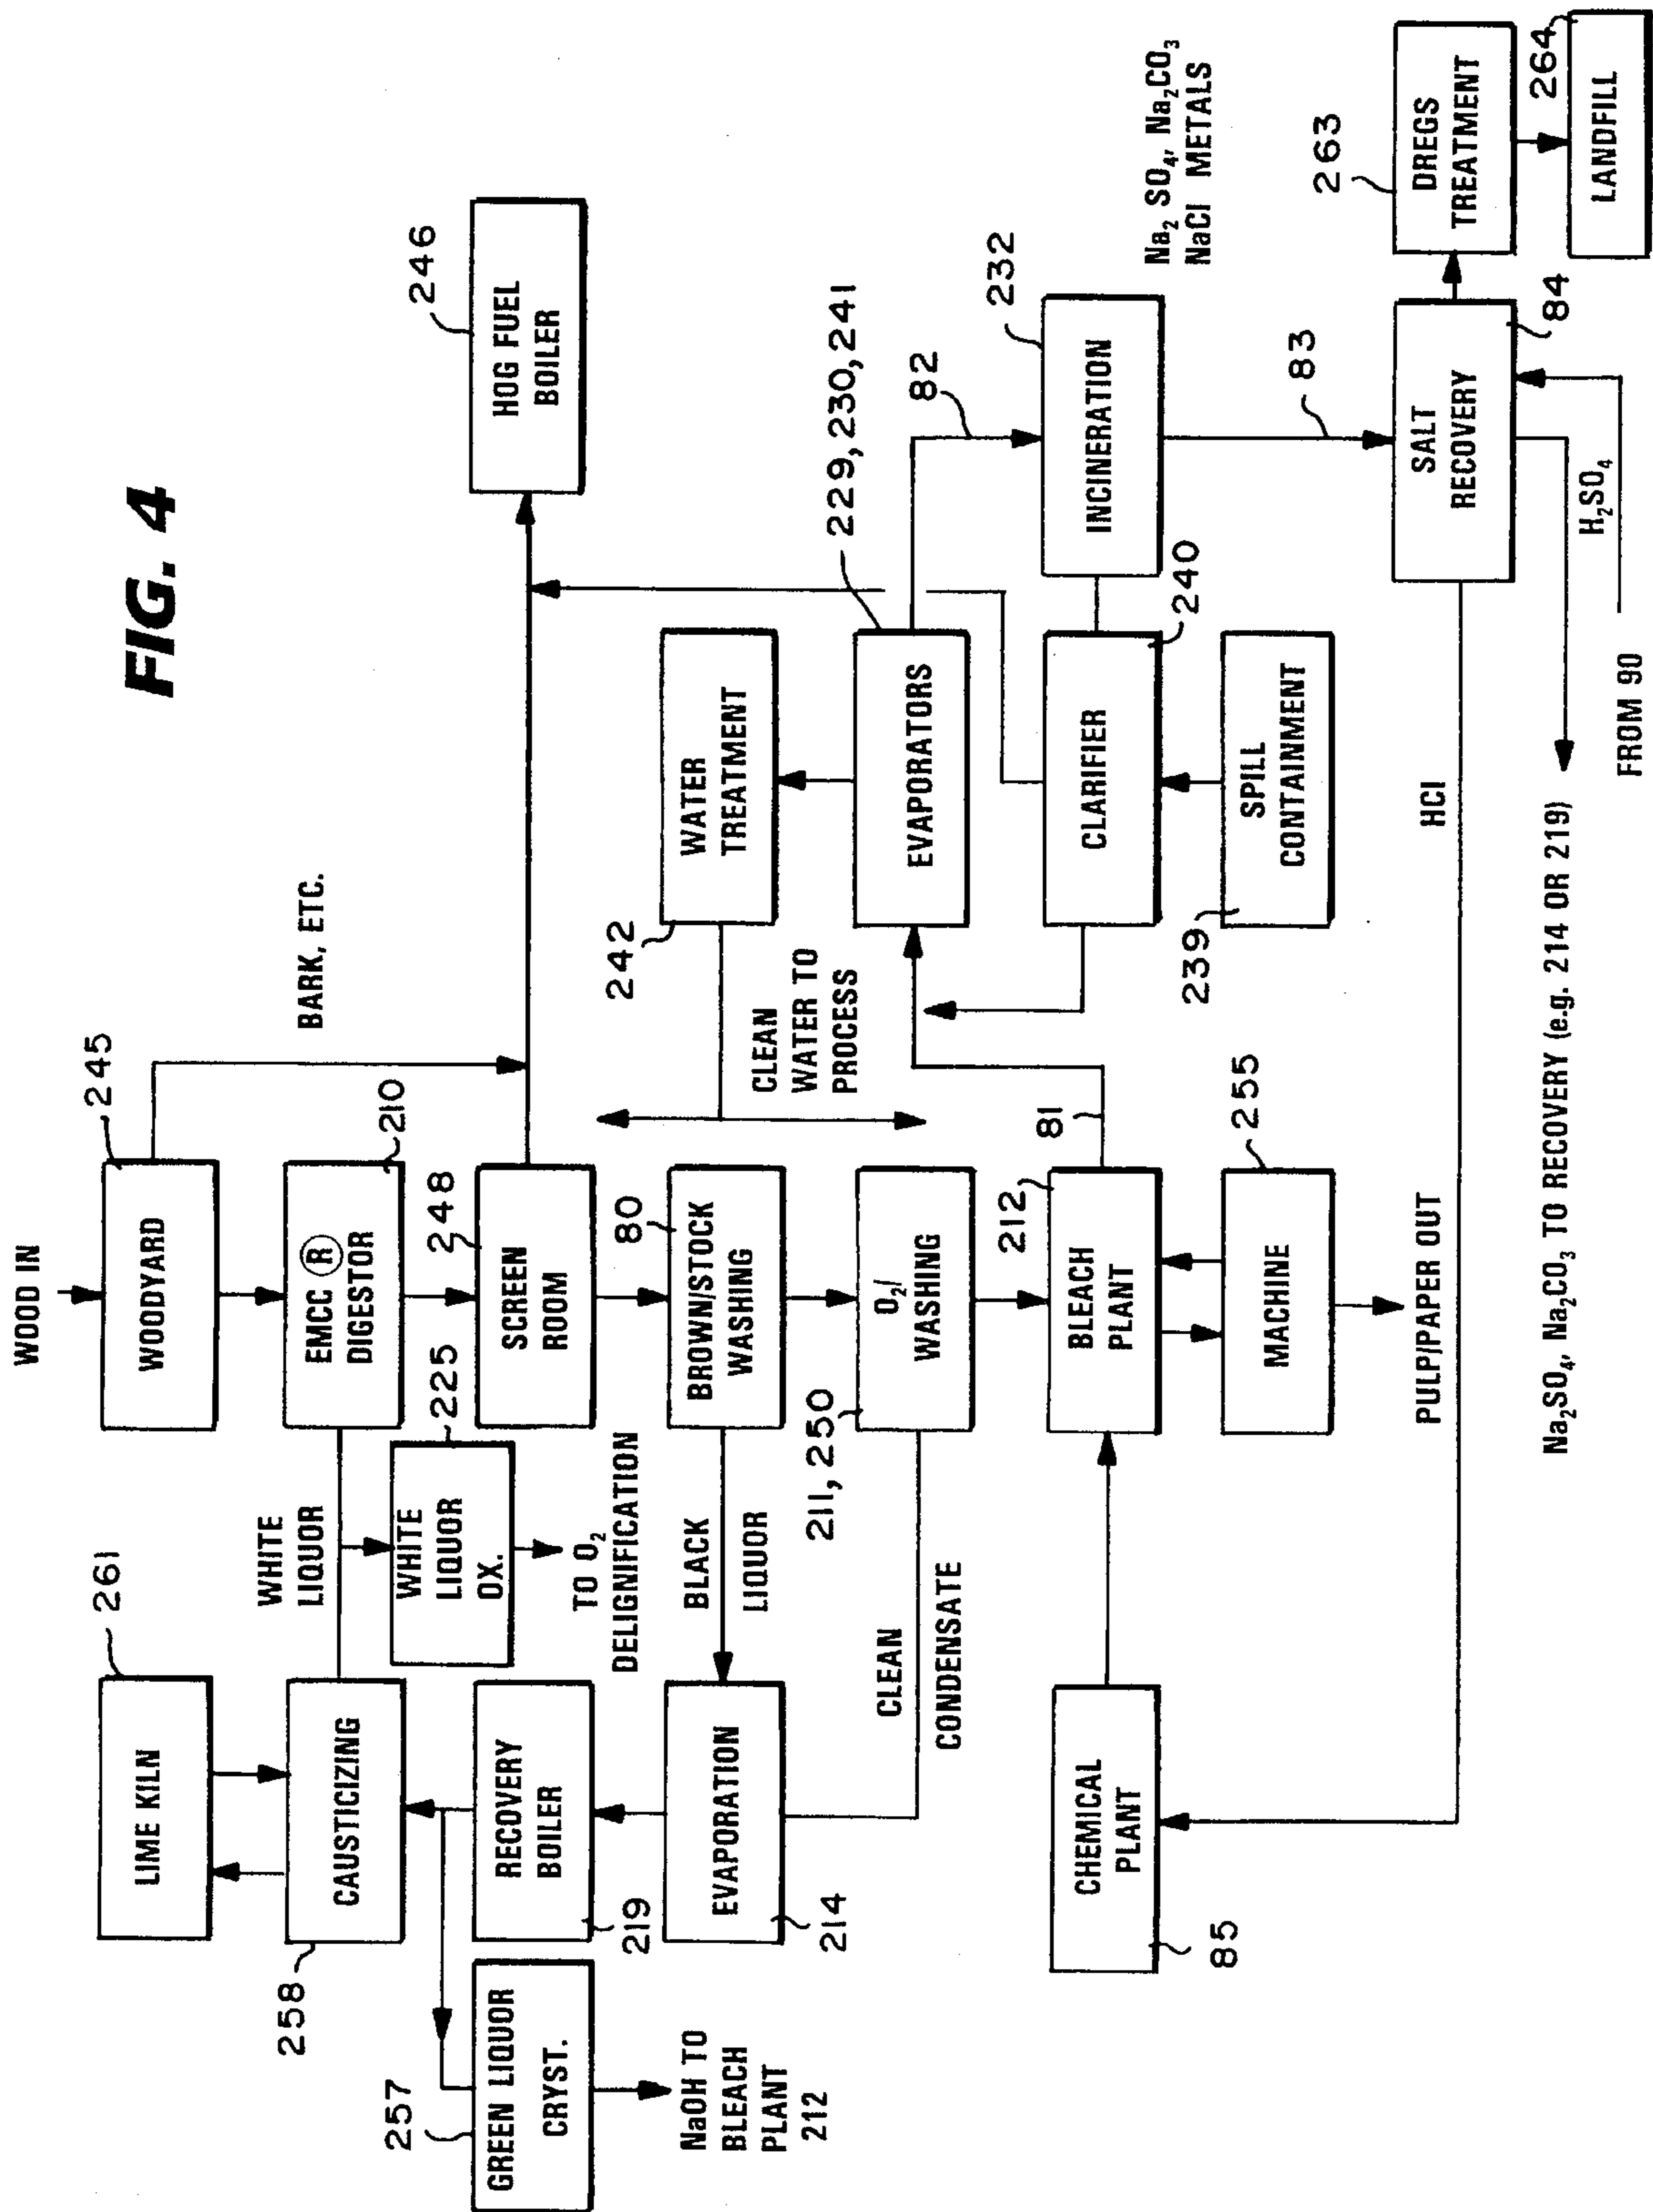 FIG. 4
WOOD IN
WOODYARD
245
BARK, ETC.
EMCC Ⓡ
DIGESTOR
210
SCREEN
ROOM
248
HOG FUEL
BOILER
246
BROWN/STOCK
WASHING
80
O₂/
WASHING
211, 250
BLEACH
PLANT
212
81
MACHINE
255
PULP/PAPER OUT
LIME KILN
261
CAUSTICIZING
258
WHITE
LIQUOR
WHITE
LIQUOR
OX.
225
TO O₂
DELIGNIFICATION
RECOVERY
BOILER
219
GREEN LIQUOR
CRYST.
257
NaOH TO
BLEACH
PLANT
212
EVAPORATION
214
BLACK
LIQUOR
CLEAN
CONDENSATE
CHEMICAL
PLANT
85
WATER
TREATMENT
242
CLEAN
WATER TO
PROCESS
EVAPORATORS
229, 230, 241
82
CLARIFIER
240
SPILL
CONTAINMENT
239
INCINERATION
232
Na₂ SO₄, Na₂CO₃
NaCl METALS
83
SALT
RECOVERY
84
DREGS
TREATMENT
263
LANDFILL
264
HCl
H₂SO₄
FROM 90
Na₂SO₄, Na₂CO₃ TO RECOVERY (e.g. 214 OR 219)